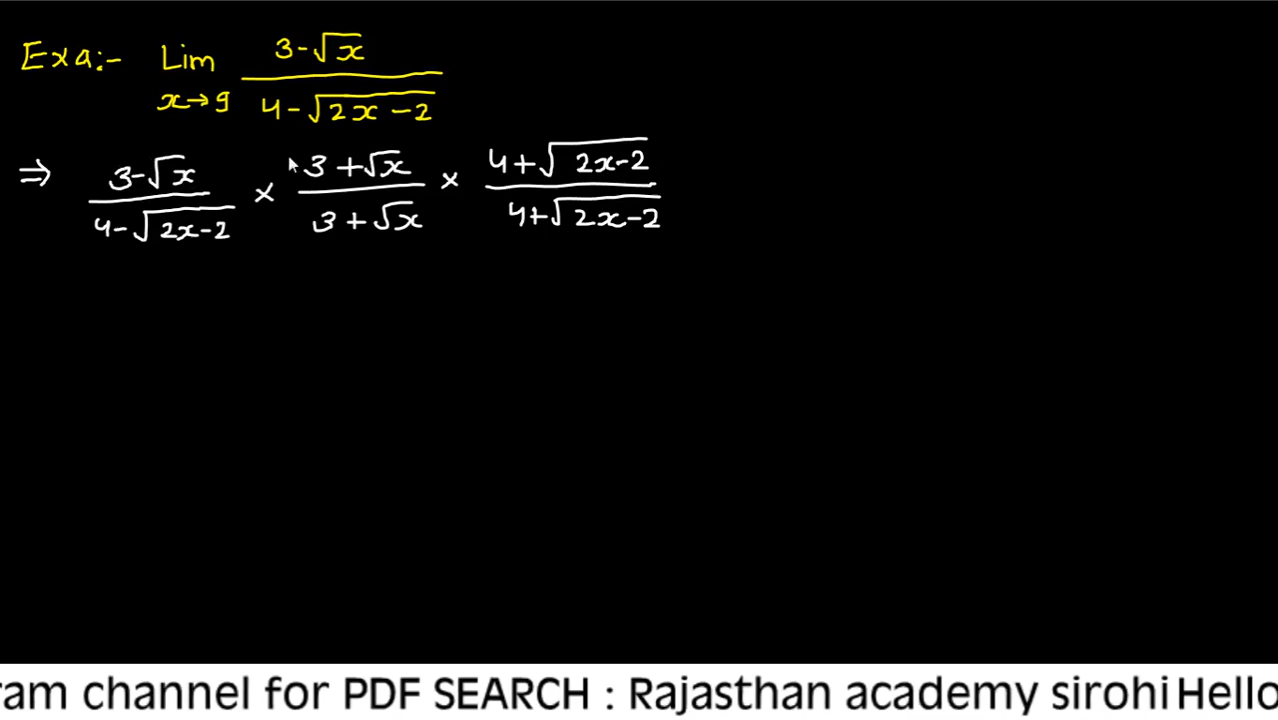 Exa:- Lim x→9 (3-√x)/(4-√(2x-2))
⇒ (3-√x)/(4-√(2x-2)) × (3+√x)/(3+√x) × (4+√(2x-2))/(4+√(2x-2))
ram channel for PDF SEARCH : Rajasthan academy sirohi Hello